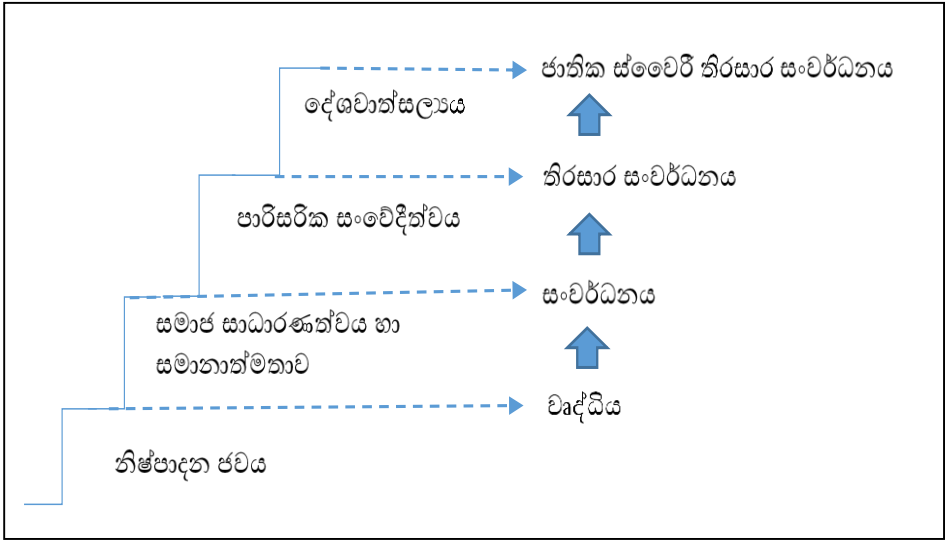 ජාතික ස්වෛරී තිරසාර සංවර්ධනය
දේශවාත්සල්‍යය
තිරසාර සංවර්ධනය
පාරිසරික සංවේදීත්වය
සංවර්ධනය
සමාජ සාධාරණත්වය හා
සමානාත්මතාව
වෘද්ධිය
නිෂ්පාදන ජවය